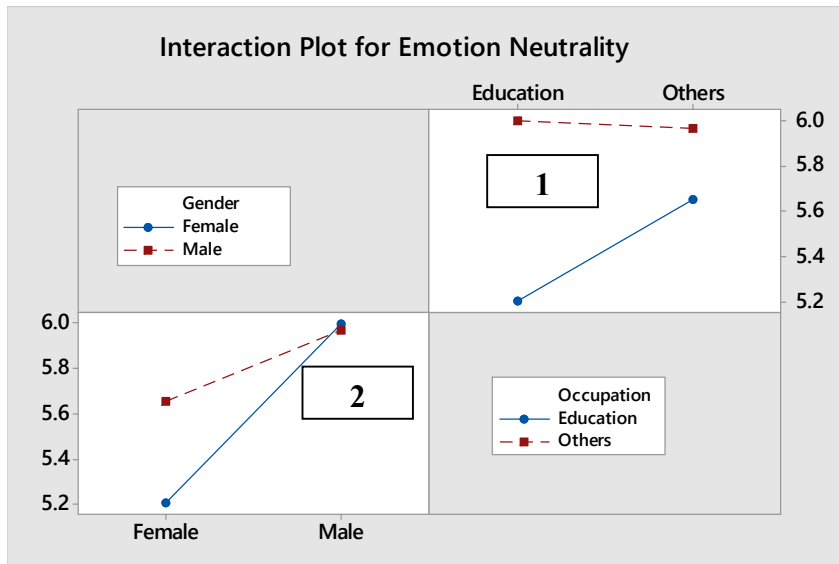 Interaction Plot for Emotion Neutrality
Education Others
6.0
5.8
5.6
5.4
5.2
1
Gender
Female
Male
6.0
5.8
5.6
5.4
5.2
2
Occupation
Education
Others
Female Male